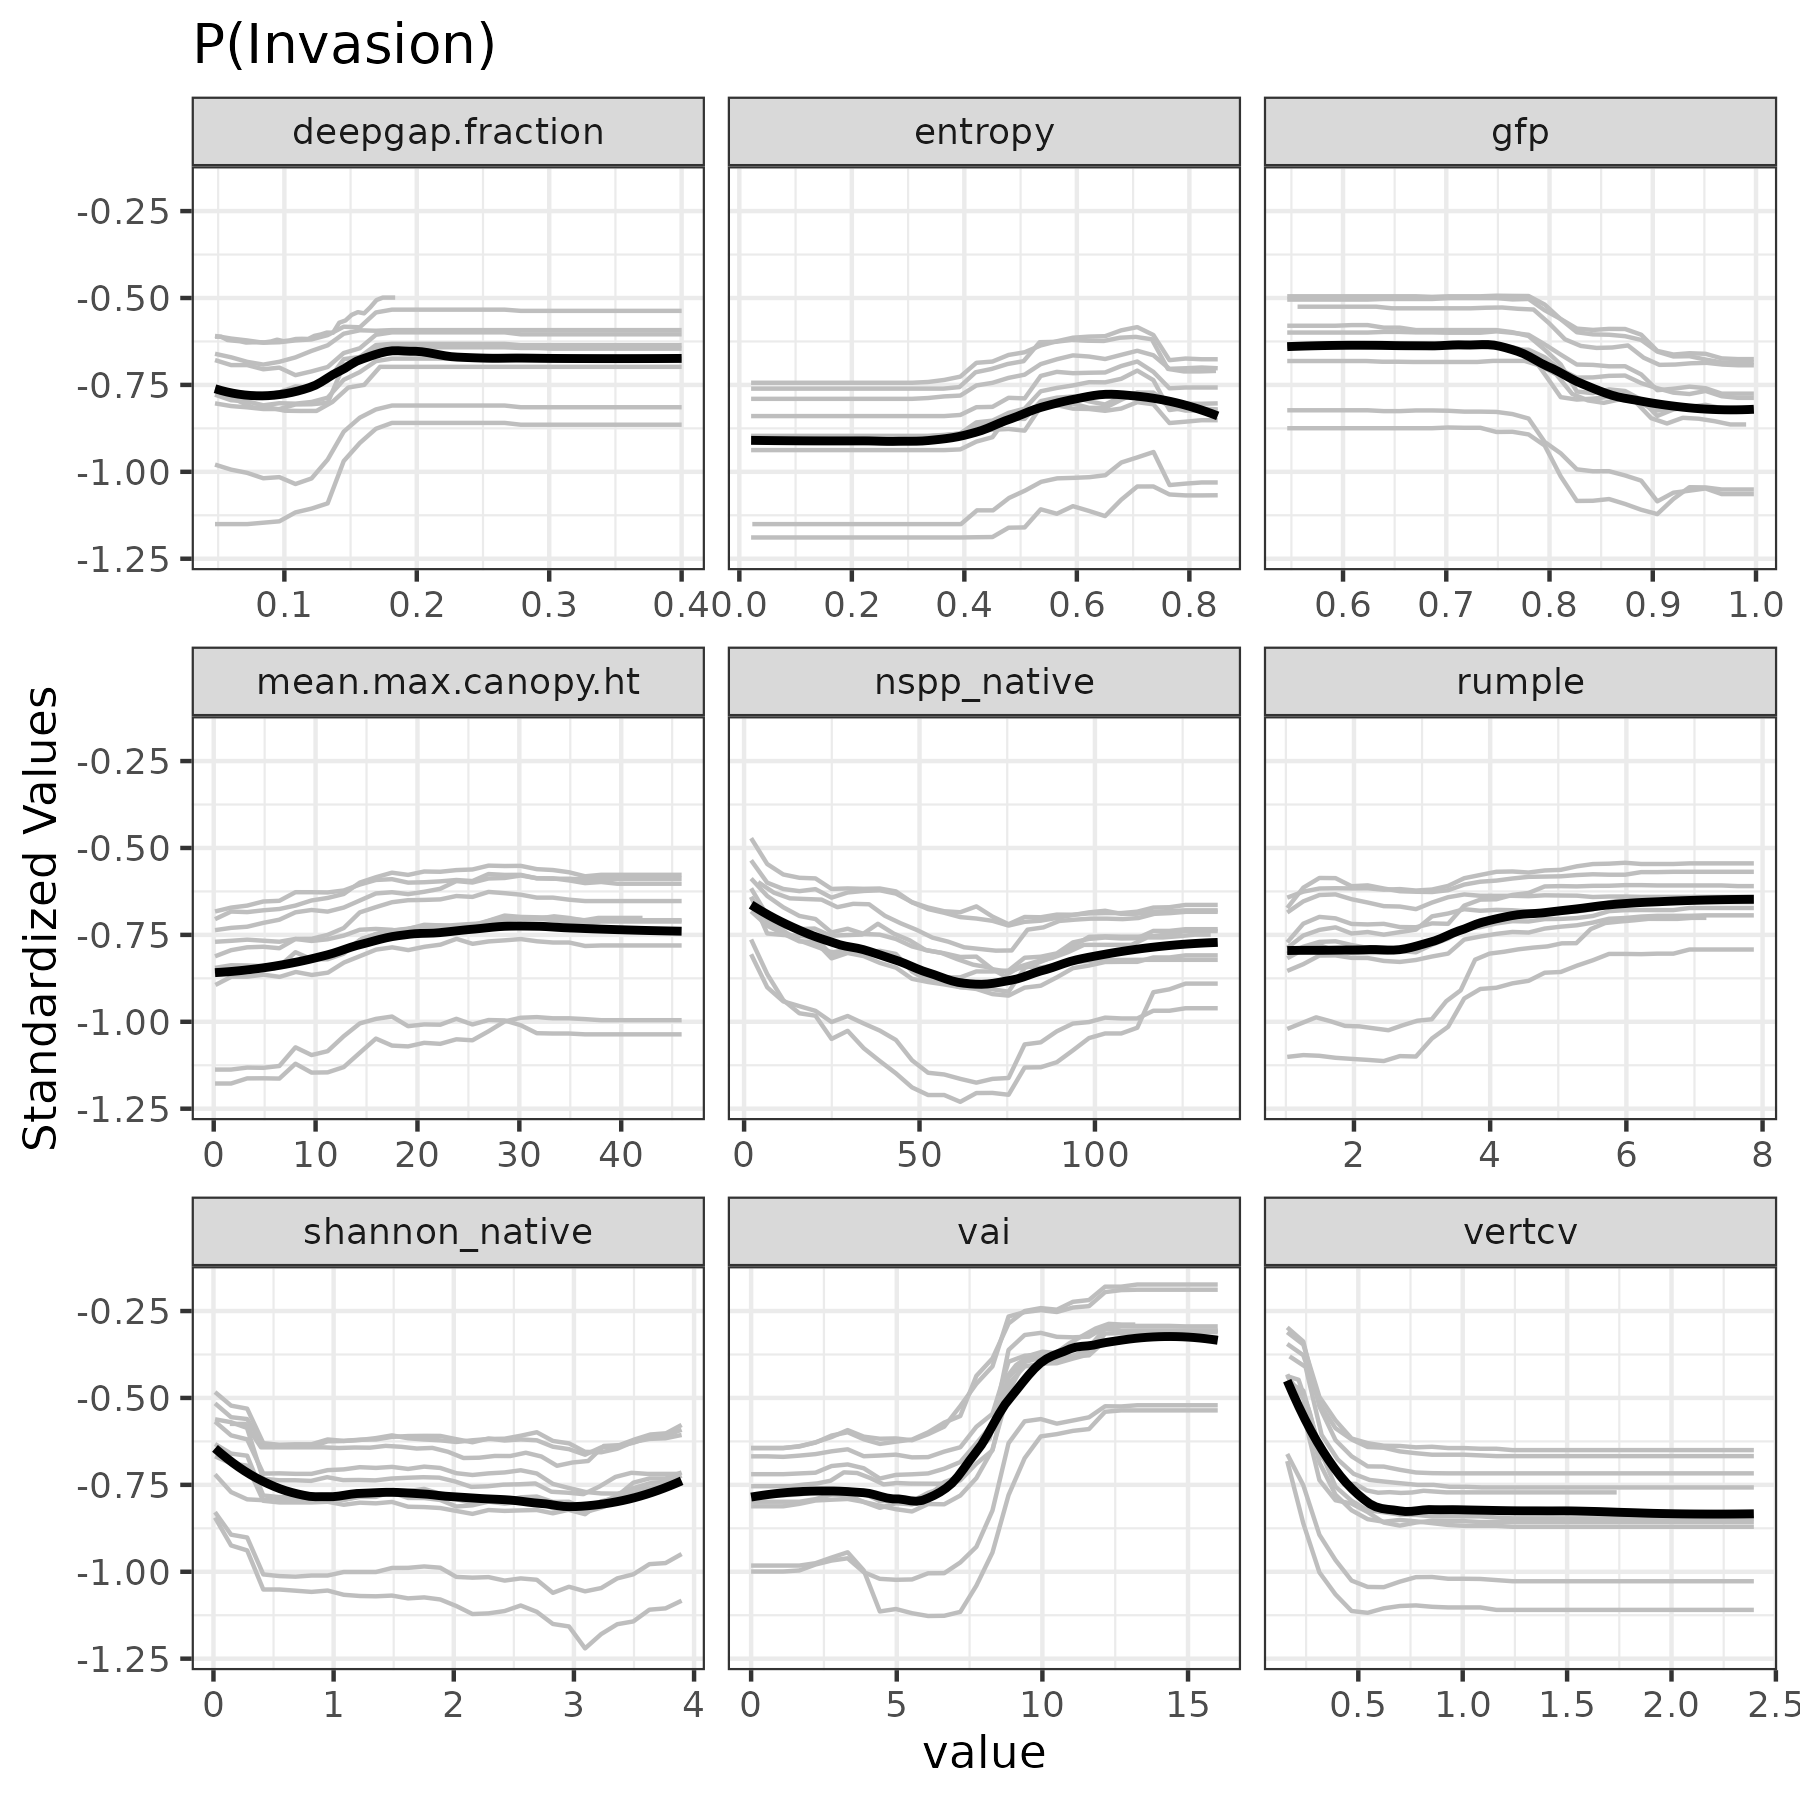 P(Invasion)
deepgap.fraction entropy gfp
-0.25
-0.50
-0.75
-1.00
-1.25
0.1 0.2 0.3 0.4 0.0 0.2 0.4 0.6 0.8 0.6 0.7 0.8 0.9 1.0
mean.max.canopy.ht nspp_native rumple
-0.25
-0.50
-0.75
-1.00
-1.25
0 10 20 30 40 0 50 100 2 4 6 8
Standardized Values
shannon_native vai vertcv
-0.25
-0.50
-0.75
-1.00
-1.25
0 1 2 3 4 0 5 10 15 0.5 1.0 1.5 2.0 2.5
value